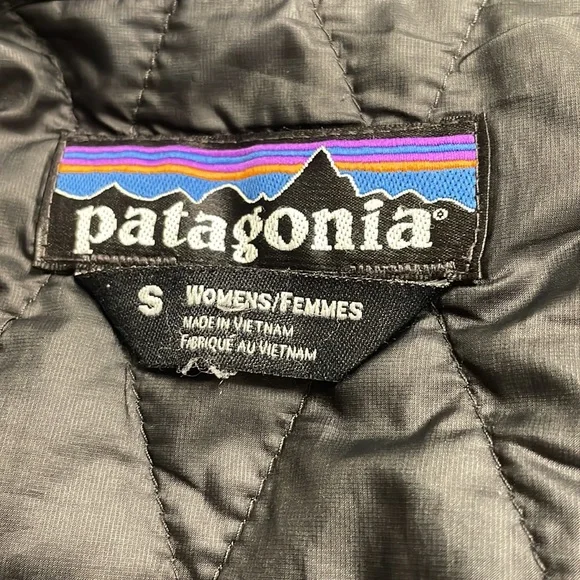 patagonia®
S WOMENS/FEMMES
MADE IN VIETNAM
FABRIQUÉ AU VIETNAM